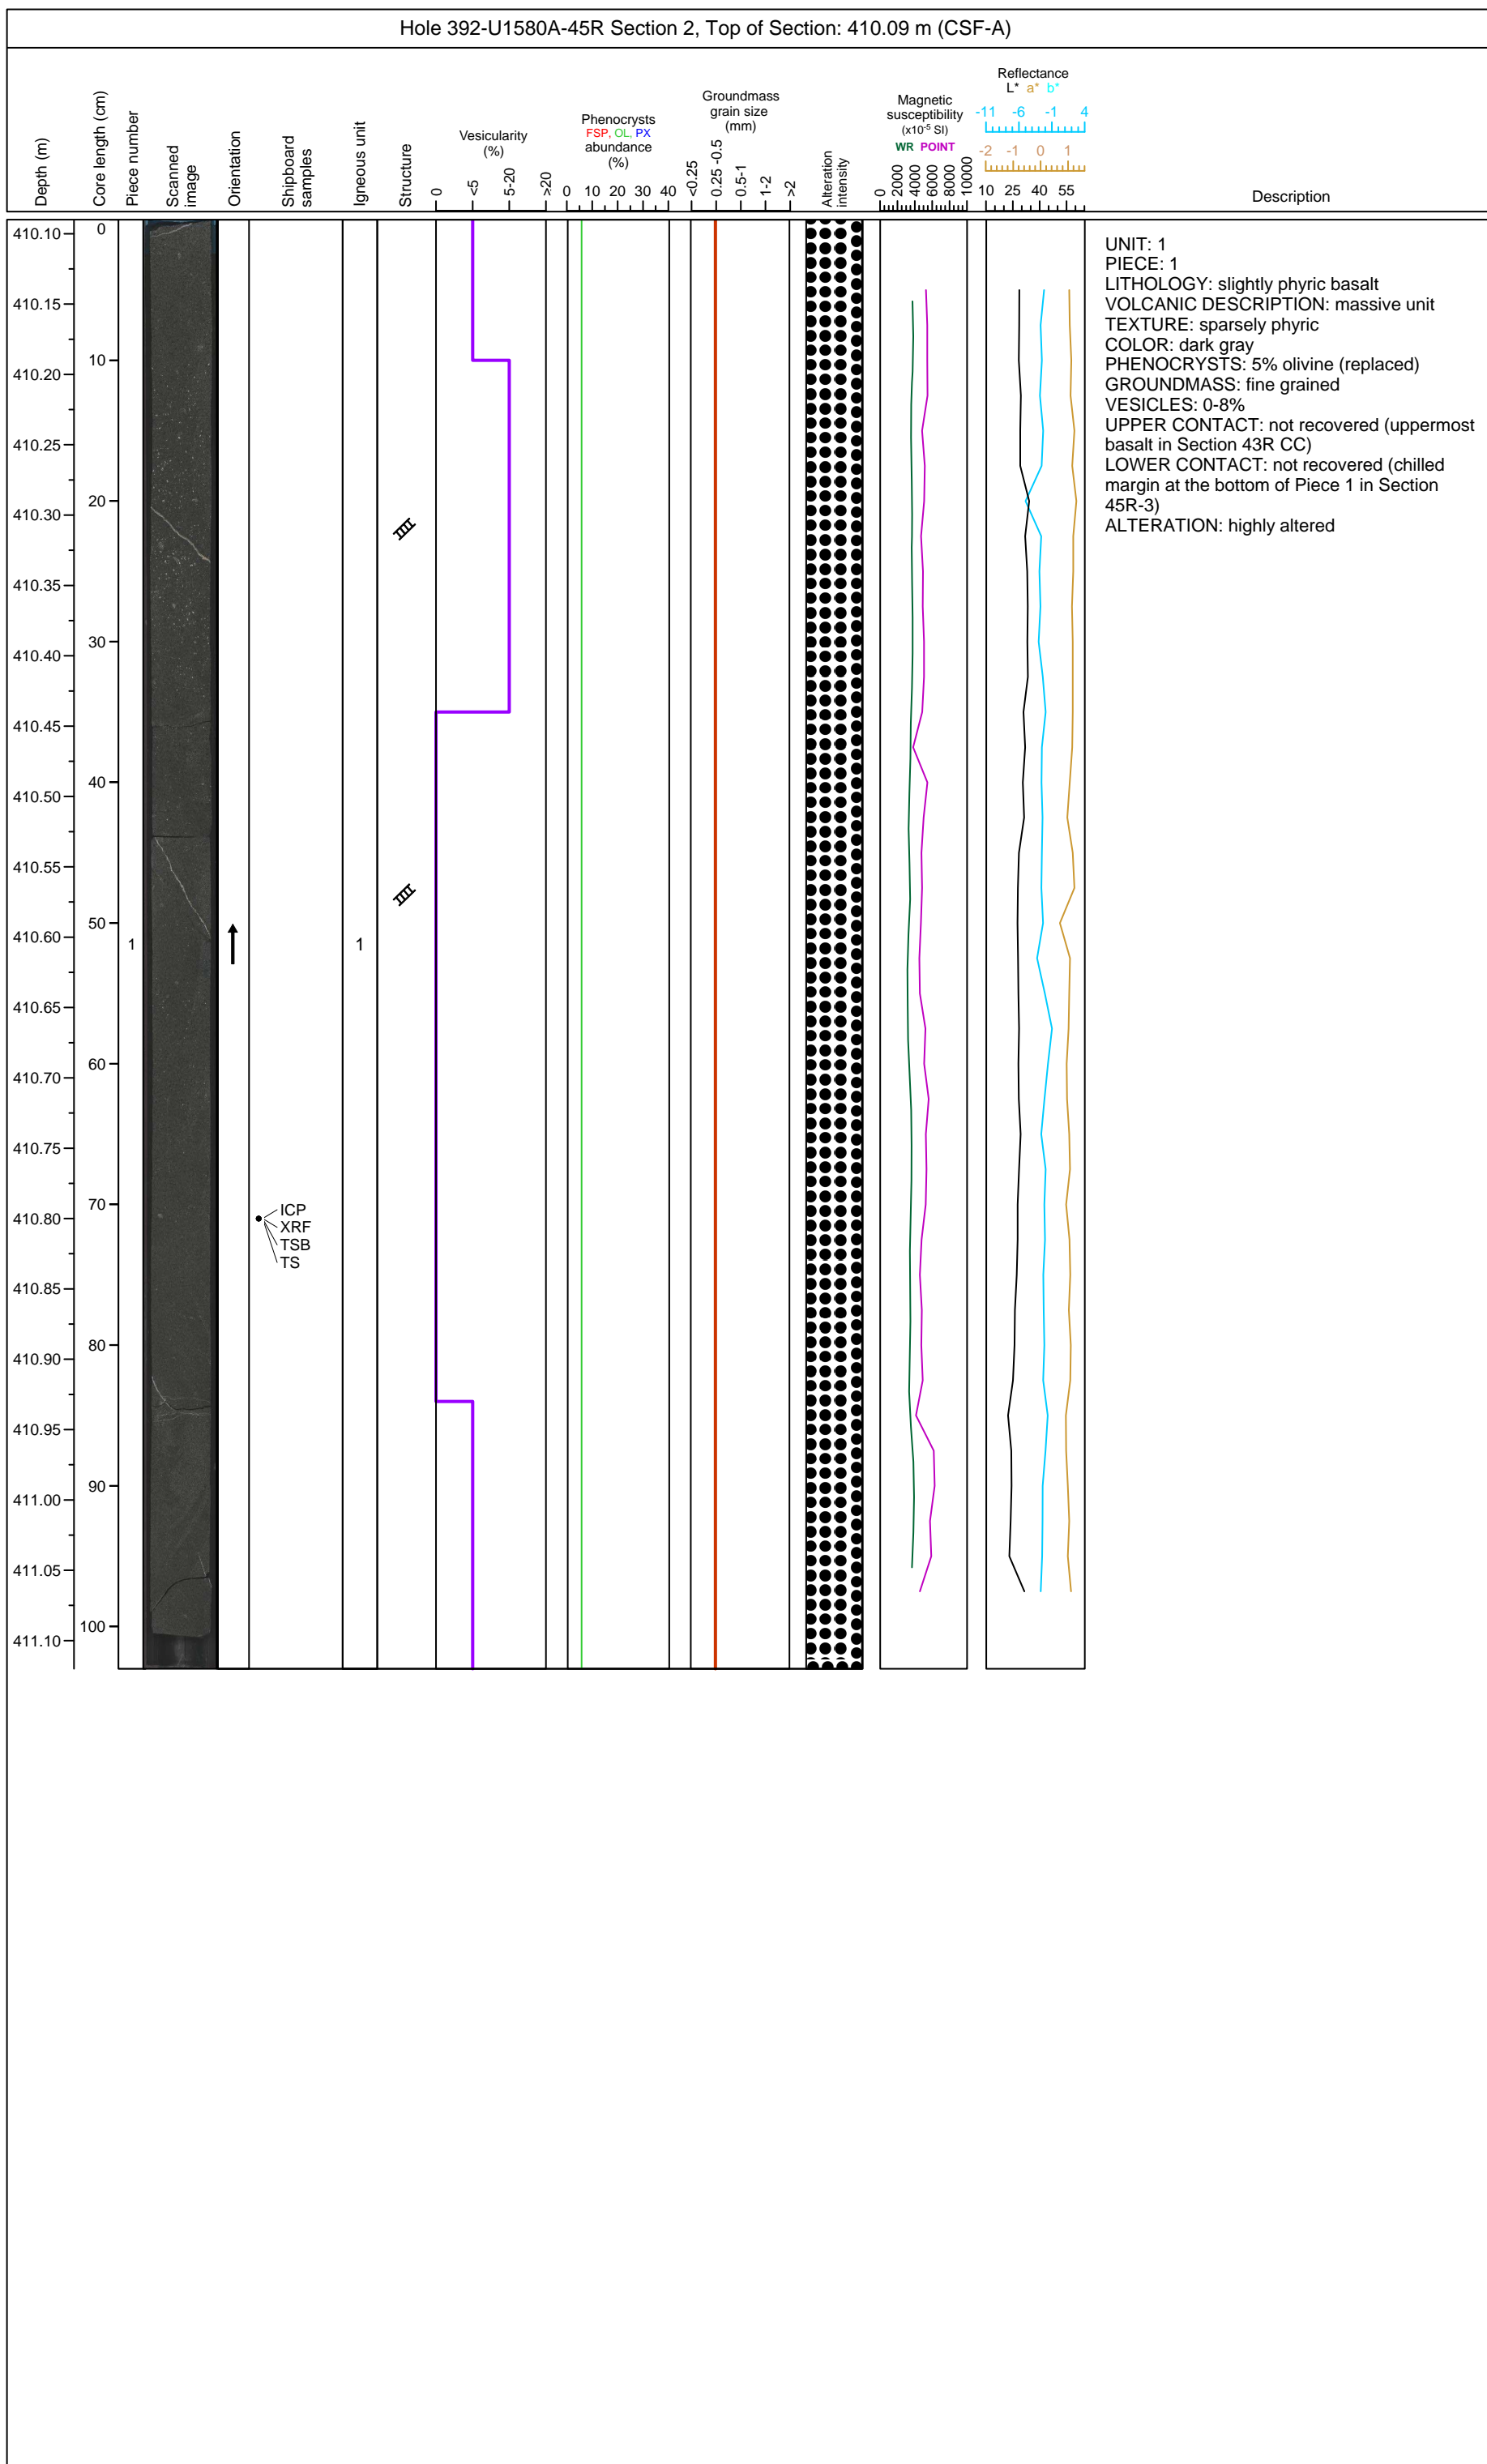 Hole 392-U1580A-45R Section 2, Top of Section: 410.09 m (CSF-A)
Depth (m)
Core length (cm)
Piece number
Scanned
image
Orientation
Shipboard
samples
Igneous unit
Structure
Vesicularity
(%)
0
<5
5-20
>20
Phenocrysts
FSP, OL, PX
abundance
(%)
0 10 20 30 40
Groundmass
grain size
(mm)
<0.25
0.25 -0.5
0.5-1
1-2
>2
Alteration
intensity
Magnetic
susceptibility
(x10-5 SI)
WR POINT
0
2000
4000
6000
8000
10000
Reflectance
L* a* b*
-11 -6 -1 4
-2 -1 0 1
10 25 40 55
Description
410.10
410.15
410.20
410.25
410.30
410.35
410.40
410.45
410.50
410.55
410.60
410.65
410.70
410.75
410.80
410.85
410.90
410.95
411.00
411.05
411.10
0
10
20
30
40
50
60
70
80
90
100
1
1
ICP
XRF
TSB
TS
UNIT: 1
PIECE: 1
LITHOLOGY: slightly phyric basalt
VOLCANIC DESCRIPTION: massive unit
TEXTURE: sparsely phyric
COLOR: dark gray
PHENOCRYSTS: 5% olivine (replaced)
GROUNDMASS: fine grained
VESICLES: 0-8%
UPPER CONTACT: not recovered (uppermost
basalt in Section 43R CC)
LOWER CONTACT: not recovered (chilled
margin at the bottom of Piece 1 in Section
45R-3)
ALTERATION: highly altered